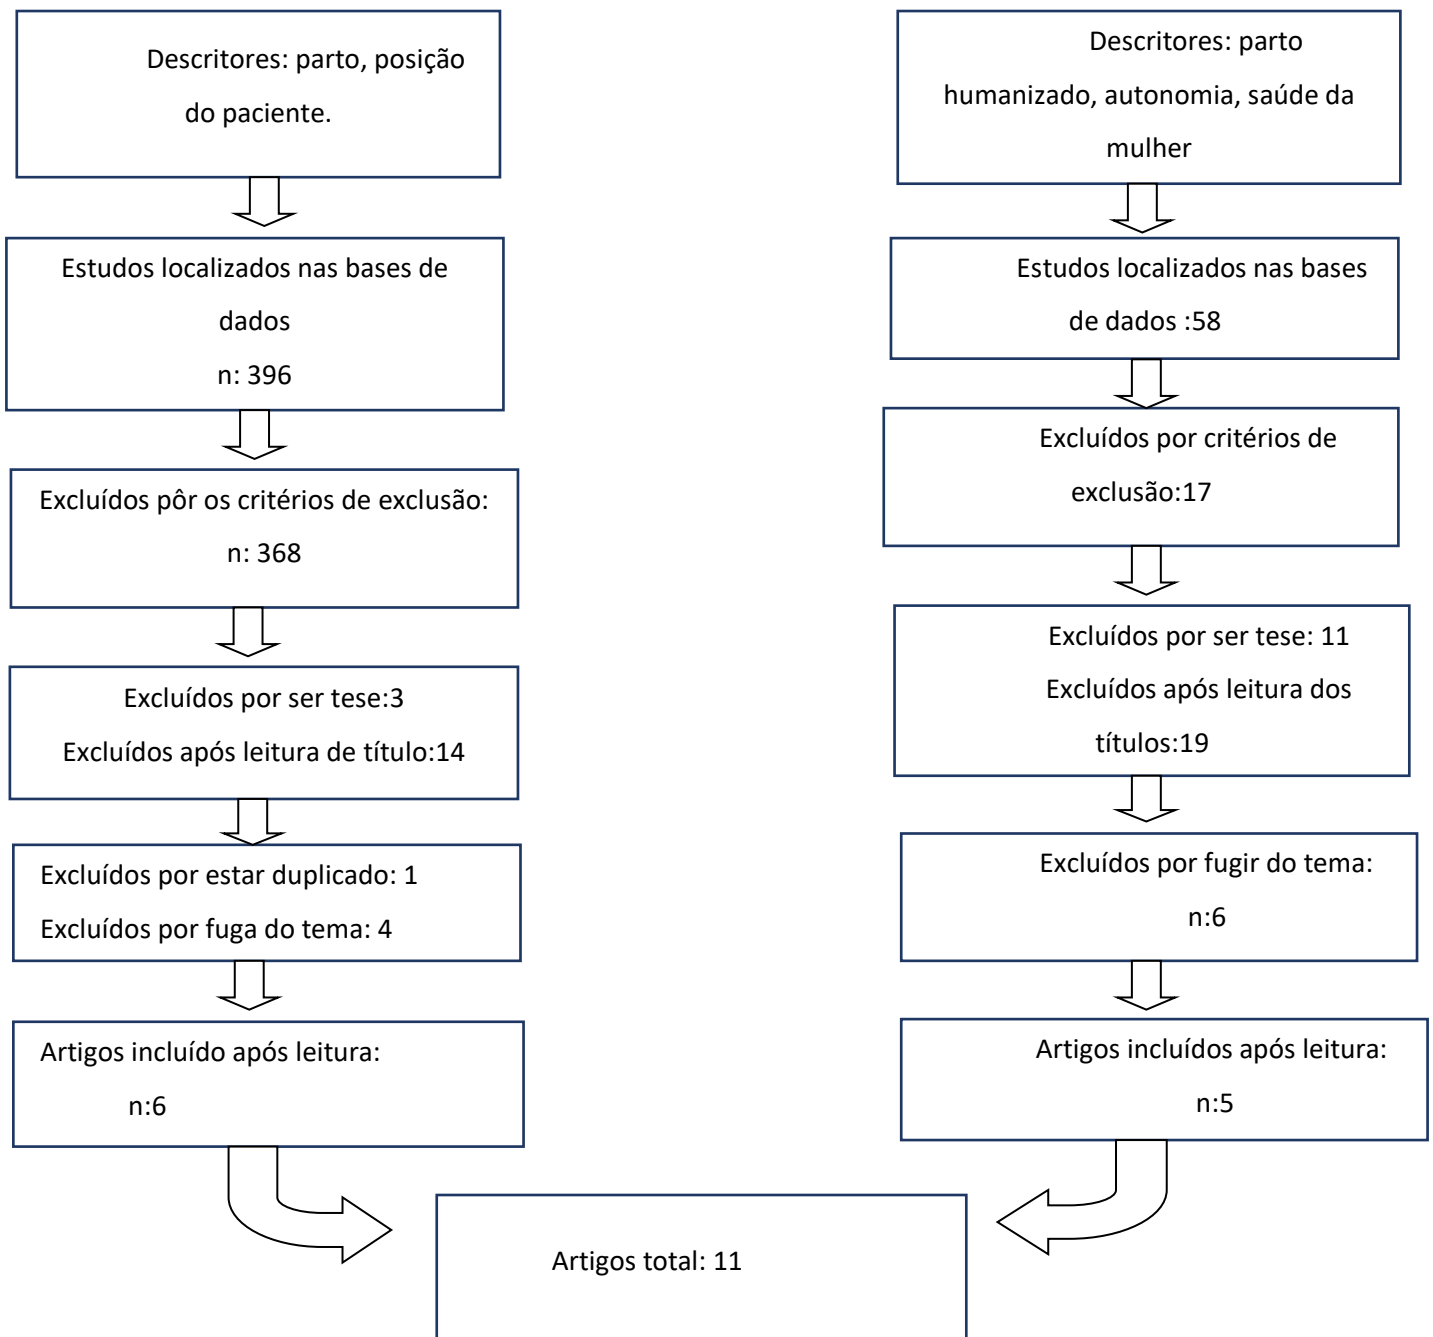 Descritores: parto, posição
do paciente.
Estudos localizados nas bases de
dados
n: 396
Excluídos pôr os critérios de exclusão:
n: 368
Excluídos por ser tese:3
Excluídos após leitura de título:14
Excluídos por estar duplicado: 1
Excluídos por fuga do tema: 4
Artigos incluído após leitura:
n:6
Descritores: parto
humanizado, autonomia, saúde da
mulher
Estudos localizados nas bases
de dados :58
Excluídos por critérios de
exclusão:17
Excluídos por ser tese: 11
Excluídos após leitura dos
títulos:19
Excluídos por fugir do tema:
n:6
Artigos incluídos após leitura:
n:5
Artigos total: 11